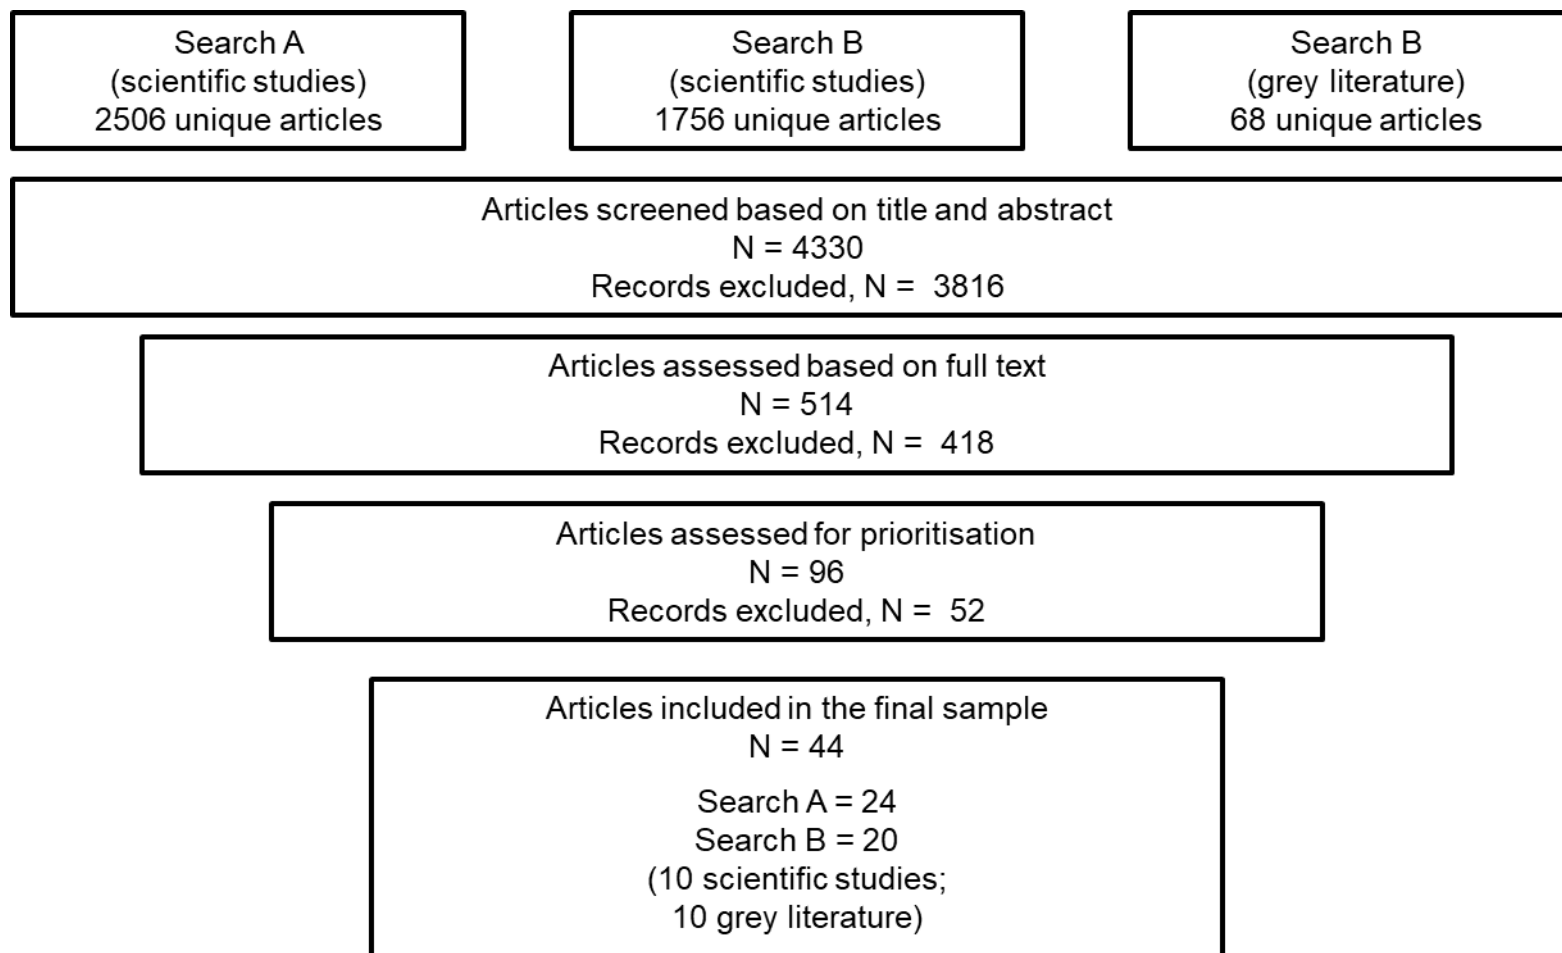 Search A
(scientific studies)
2506 unique articles
Search B
(scientific studies)
1756 unique articles
Search B
(grey literature)
68 unique articles
Articles screened based on title and abstract
N = 4330
Records excluded, N = 3816
Articles assessed based on full text
N = 514
Records excluded, N = 418
Articles assessed for prioritisation
N = 96
Records excluded, N = 52
Articles included in the final sample
N = 44
Search A = 24
Search B = 20
(10 scientific studies;
10 grey literature)